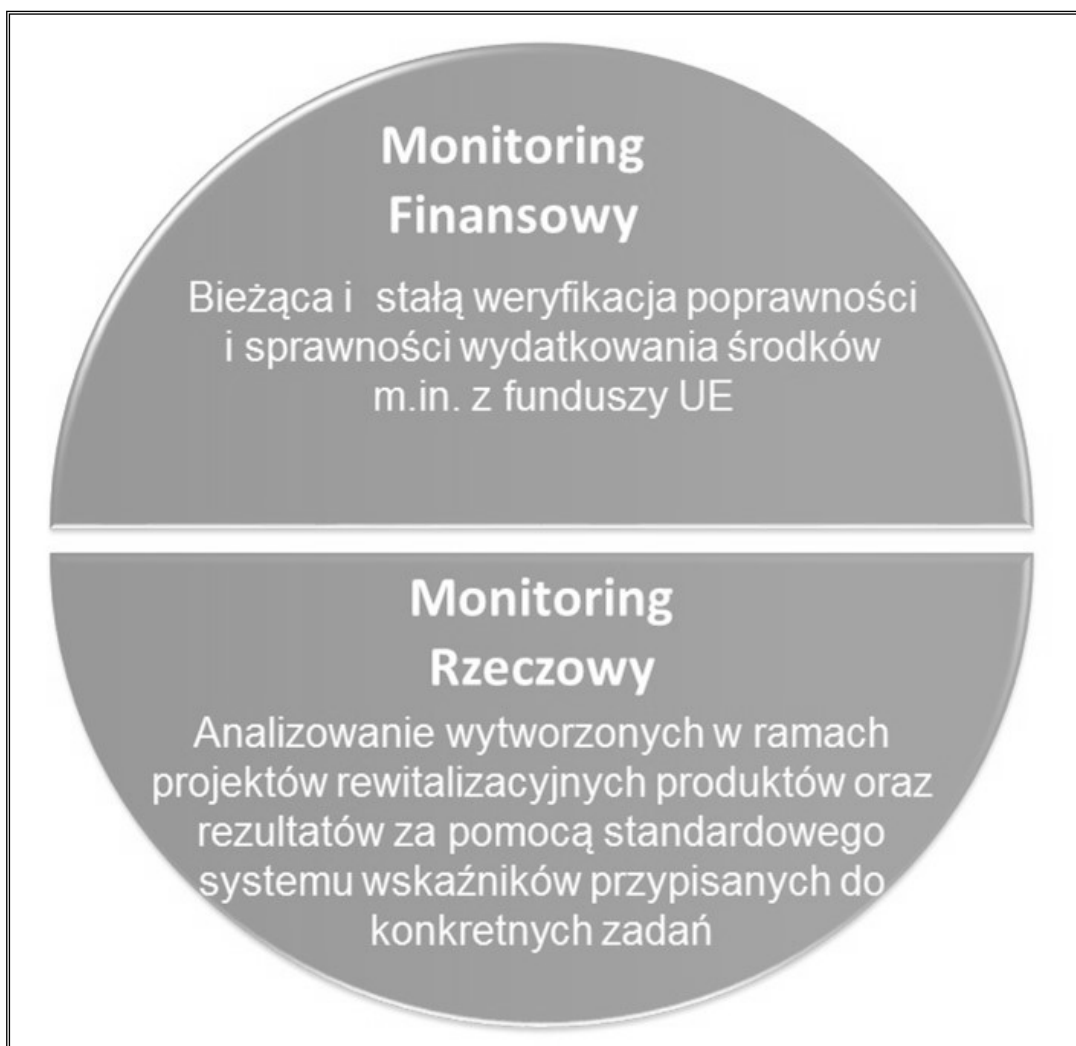 Monitoring
Finansowy
Bieżąca i stałą weryfikacja poprawności
i sprawności wydatkowania środków
m.in. z funduszy UE
Monitoring
Rzeczowy
Analizowanie wytworzonych w ramach
projektów rewitalizacyjnych produktów oraz
rezultatów za pomocą standardowego
systemu wskaźników przypisanych do
konkretnych zadań